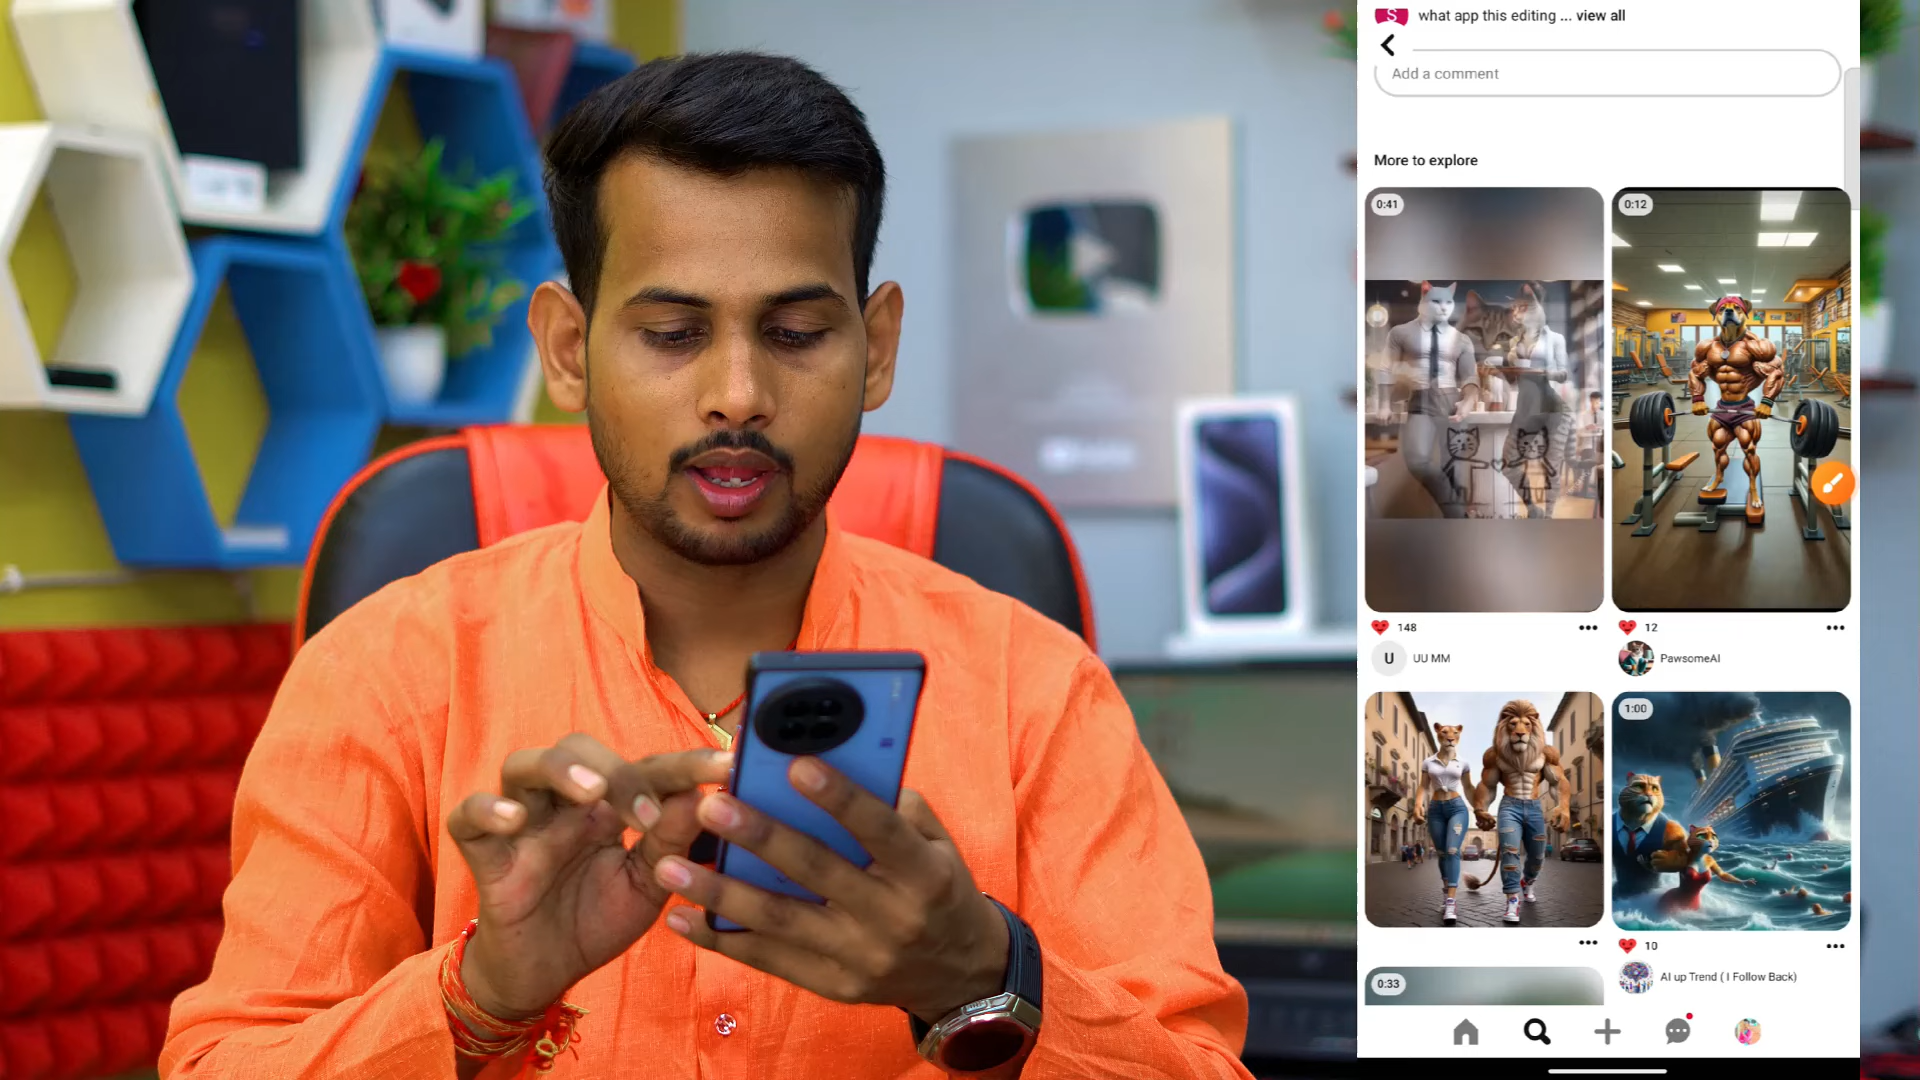 S
what app this editing ... view all
Add a comment
More to explore
0:41
0:12
148
...
12
...
U
UU MM
PawsomeAI
1:00
...
10
...
AI up Trend ( I Follow Back)
0:33